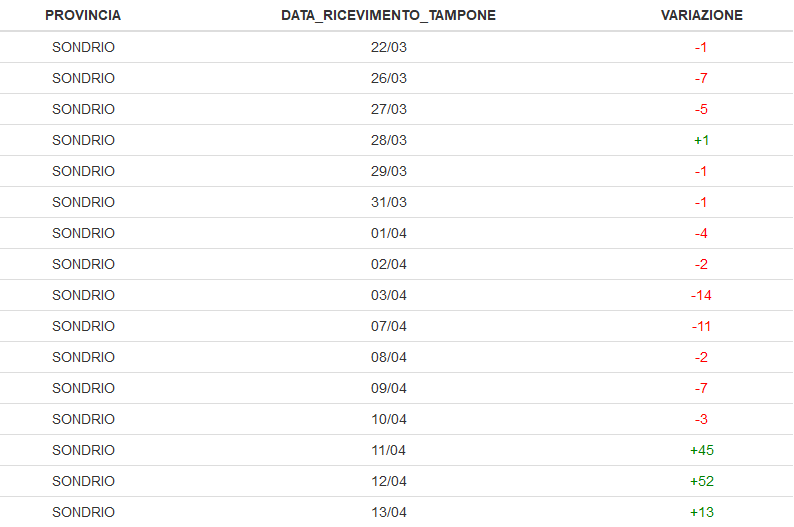 PROVINCIA DATA_RICEVIMENTO_TAMPONE VARIAZIONE
SONDRIO 22/03 -1
SONDRIO 26/03 -7
SONDRIO 27/03 -5
SONDRIO 28/03 +1
SONDRIO 29/03 -1
SONDRIO 31/03 -1
SONDRIO 01/04 -4
SONDRIO 02/04 -2
SONDRIO 03/04 -14
SONDRIO 07/04 -11
SONDRIO 08/04 -2
SONDRIO 09/04 -7
SONDRIO 10/04 -3
SONDRIO 11/04 +45
SONDRIO 12/04 +52
SONDRIO 13/04 +13